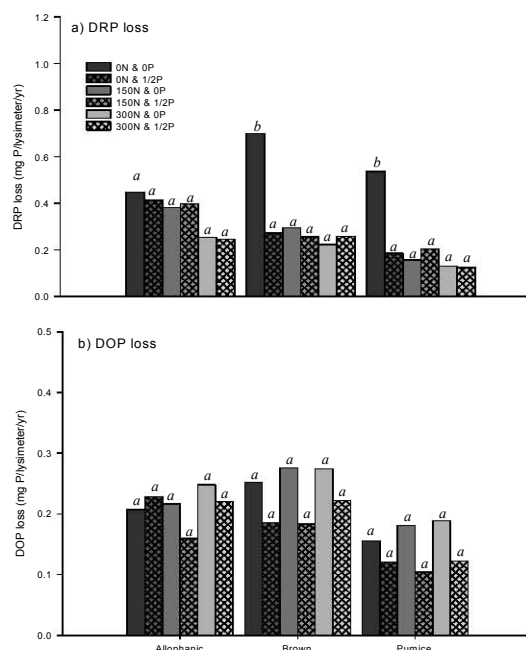 a) DRP loss
1.2
1.0
0.8
0.6
0.4
0.2
0.0
DRP loss (mg P/lysimeter/yr)
0N & 0P
0N & 1/2P
150N & 0P
150N & 1/2P
300N & 0P
300N & 1/2P
a a a a a a
b a a a a a
b a a a a a
b) DOP loss
0.5
0.4
0.3
0.2
0.1
0.0
DOP loss (mg P/lysimeter/yr)
a a a a a a
a a a a a a
a a a a a a
Allophanic Brown Pumice